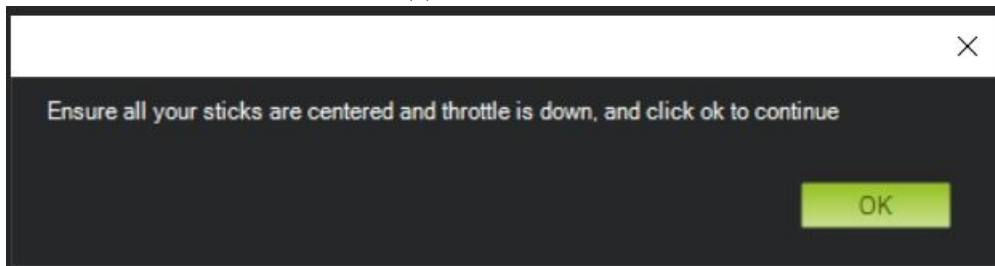 Ensure all your sticks are centered and throttle is down, and click ok to continue
OK